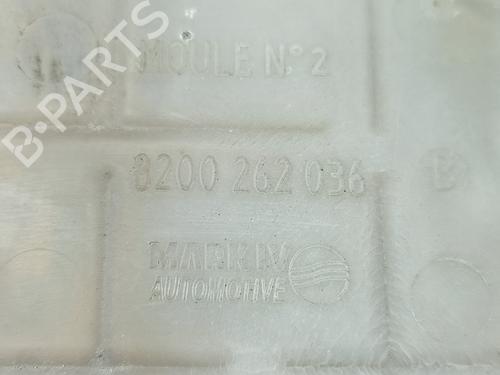 B-PARTS
MOULE N.° 2
8200 262 036
B
MARK IV
AUTOMOTIVE